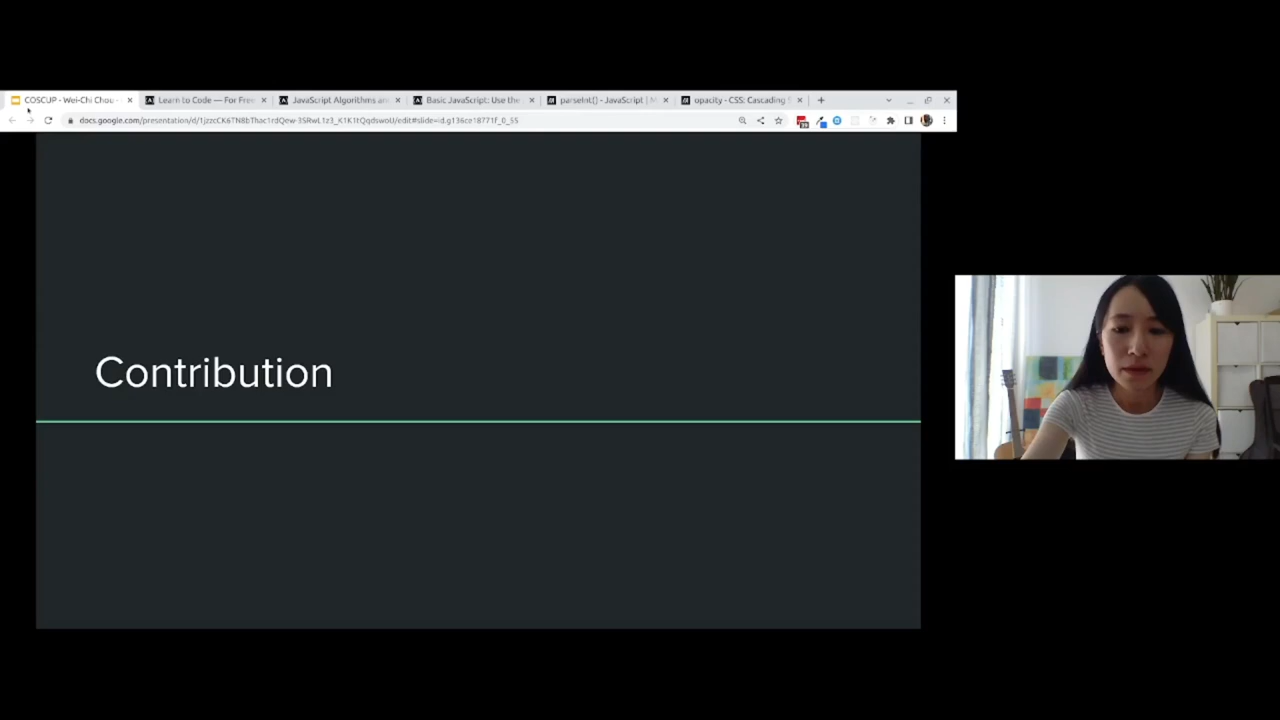 COSCUP - Wei-Chi Chou -
Learn to Code — For Free
JavaScript Algorithms an
Basic JavaScript: Use the
parseInt() - JavaScript | M
opacity - CSS: Cascading S
Contribution